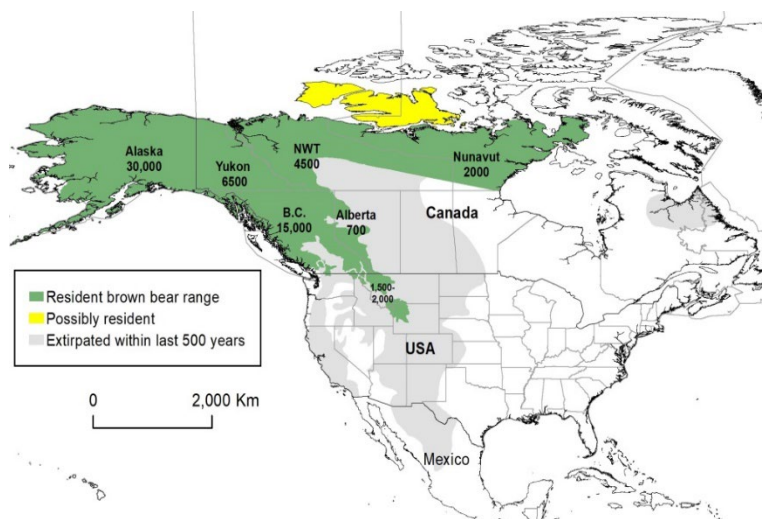 Alaska
30,000
Yukon
6500
NWT
4500
Nunavut
2000
B.C.
15,000
Alberta
700
Canada
1,500-
2,000
USA
Mexico
Resident brown bear range
Possibly resident
Extirpated within last 500 years
0 2,000 Km